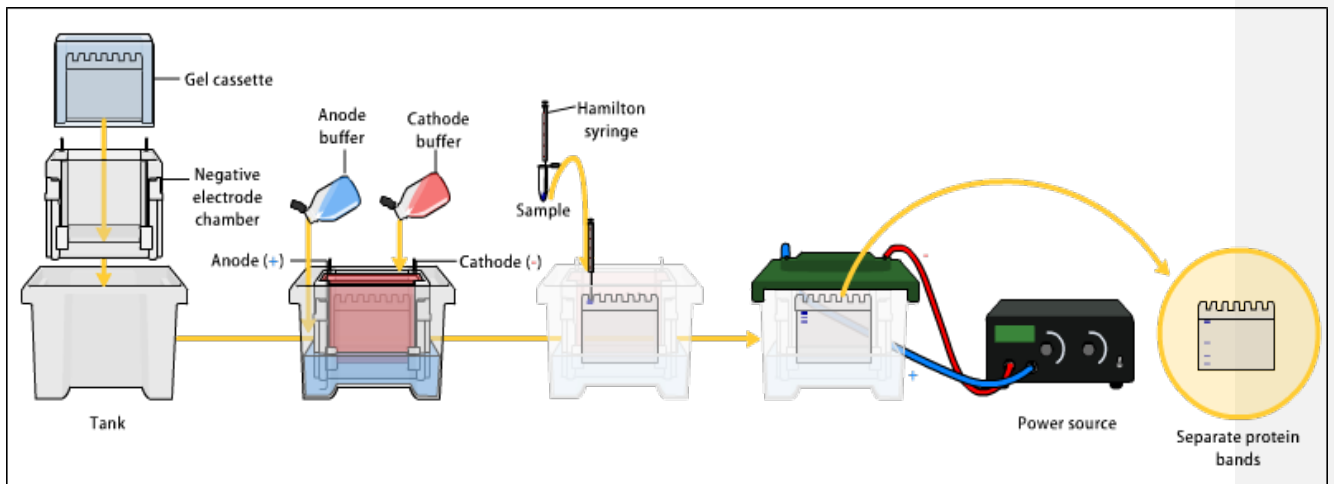 Gel cassette
Negative
electrode
chamber
Tank
Anode
buffer
Cathode
buffer
Anode (+)
Cathode (-)
Hamilton
syringe
Sample
-
+
Power source
Separate protein
bands